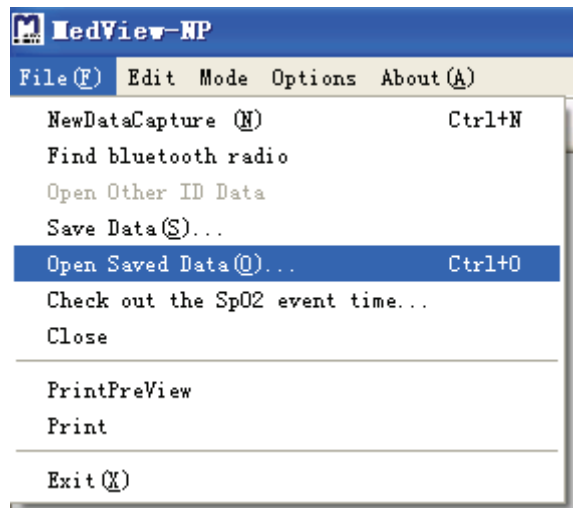 MedView-NP
File(F) Edit Mode Options About(A)
NewDataCapture (N) Ctrl+N
Find bluetooth radio
Open Other ID Data
Save Data(S)...
Open Saved Data(O)... Ctrl+O
Check out the SpO2 event time...
Close
PrintPreView
Print
Exit(X)